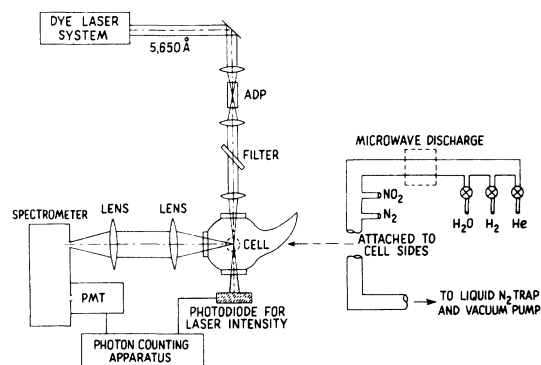 DYE LASER
SYSTEM
5,650 Å
ADP
FILTER
LENS
LENS
SPECTROMETER
CELL
PMT
PHOTODIODE FOR
LASER INTENSITY
PHOTON COUNTING
APPARATUS
MICROWAVE DISCHARGE
NO2
N2
H2O
H2
He
ATTACHED TO
CELL SIDES
TO LIQUID N2 TRAP
AND VACUUM PUMP